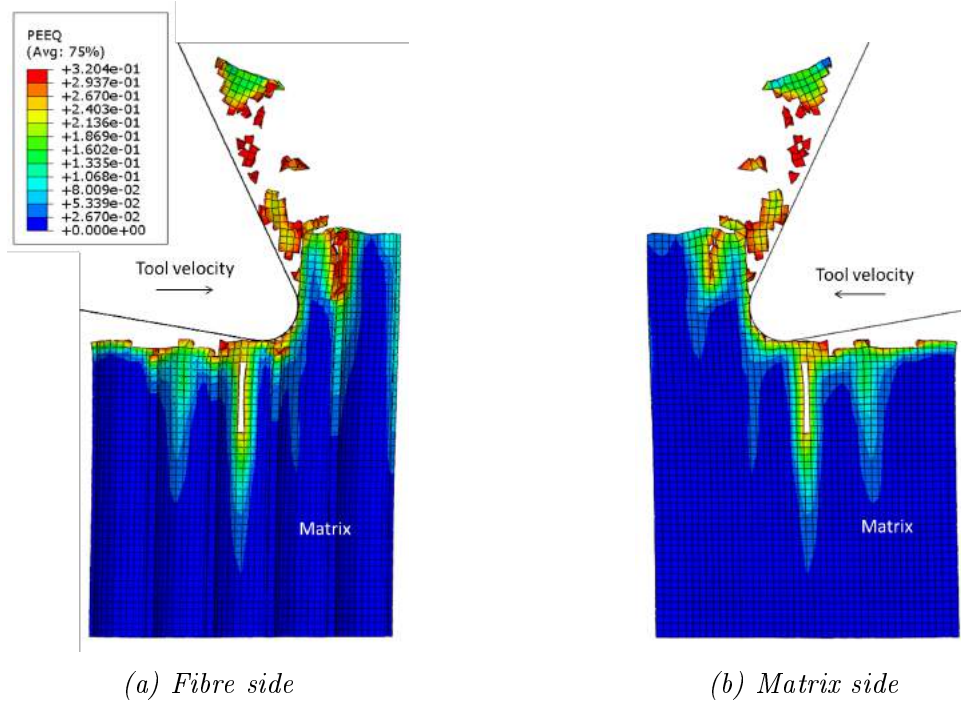 PEEQ
(Avg: 75%)
+3.204e-01
+2.937e-01
+2.670e-01
+2.403e-01
+2.136e-01
+1.869e-01
+1.602e-01
+1.335e-01
+1.068e-01
+8.009e-02
+5.339e-02
+2.670e-02
+0.000e+00
Tool velocity
Matrix
(a) Fibre side
Tool velocity
Matrix
(b) Matrix side